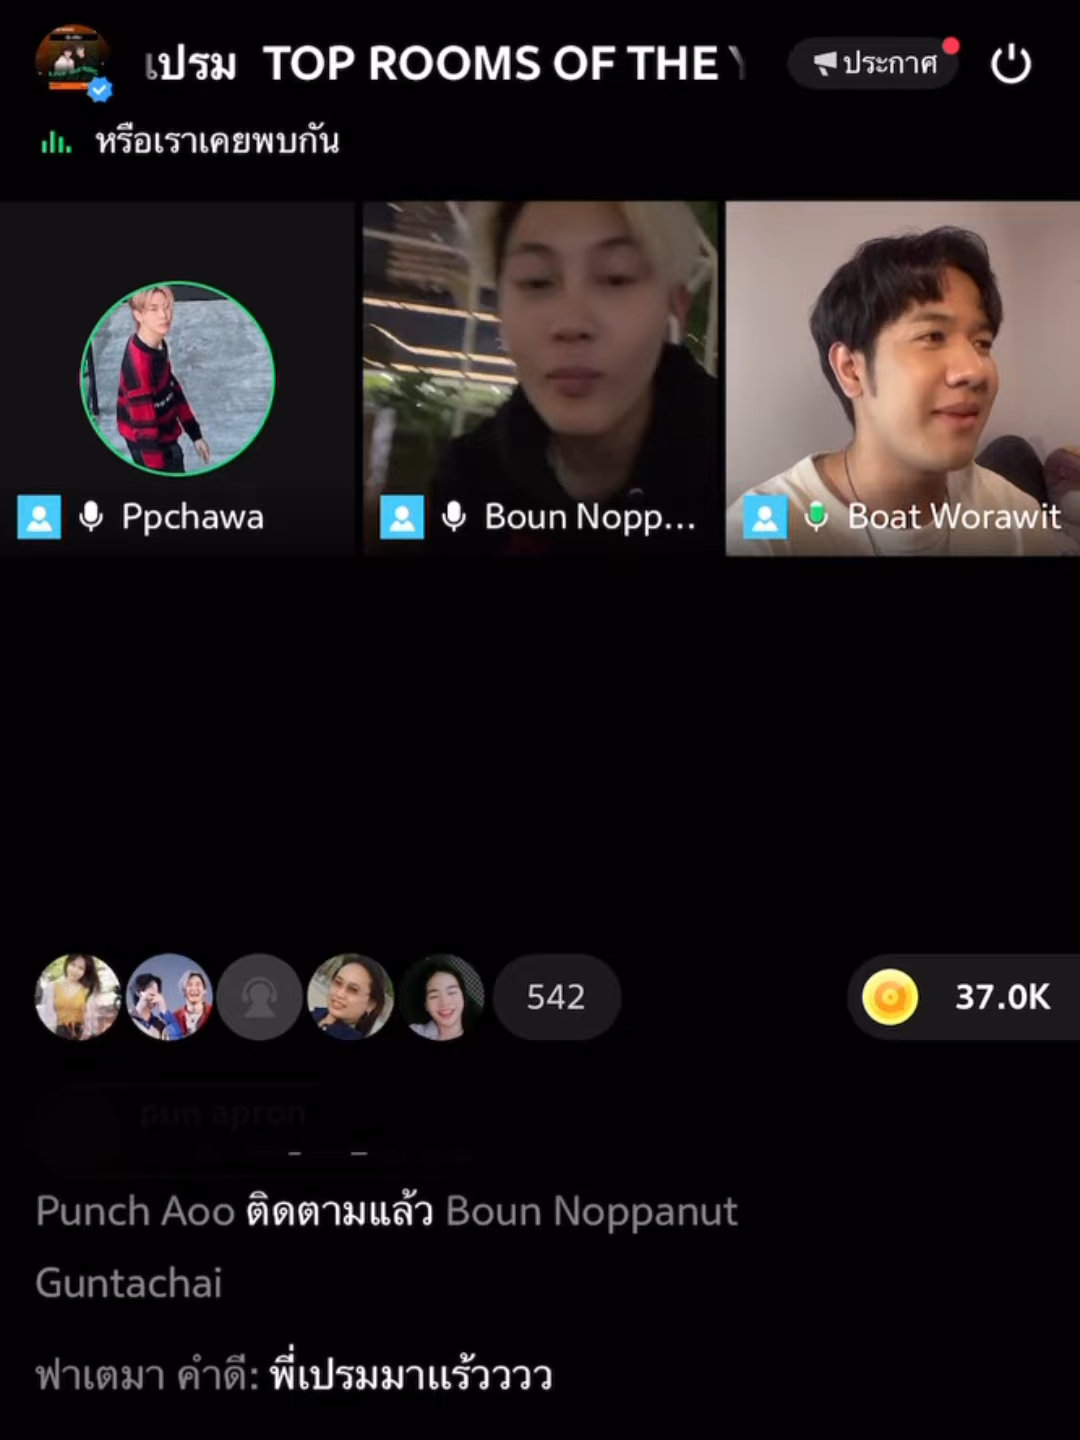 เปรม TOP ROOMS OF THE
ประกาศ
หรือเราเคยพบกัน
Ppchawa
Boun Nopp...
Boat Worawit
542
37.0K
pun apron
Punch Aoo ติดตามแล้ว Boun Noppanut
Guntachai
ฟาเตมา คำดี: พี่เปรมมาแร้วววว